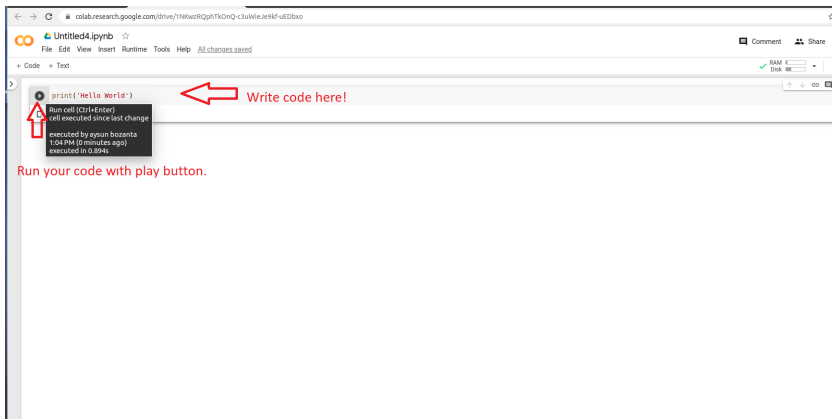 colab.research.google.com/drive/1NKwzRQphTkOnQ-c3uWieJe9kf-uEDbxo
Untitled4.ipynb
File Edit View Insert Runtime Tools Help All changes saved
Comment Share
+ Code + Text
RAM
Disk
print('Hello World')
Write code here!
Run cell (Ctrl+Enter)
cell executed since last change
executed by aysun bozanta
1:04 PM (0 minutes ago)
executed in 0.894s
Run your code with play button.